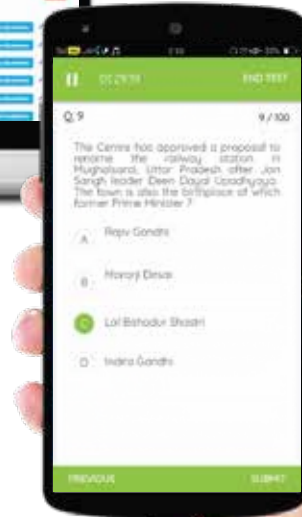 END TEST
Q. 9
9 / 100
The Centre has approved a proposal to
rename the railway station in
Mughalsarai, Uttar Pradesh after Jan
Sangh leader Deen Dayal Upadhyaya.
The town is also the birthplace of which
former Prime Minister ?
A Rajiv Gandhi
B Moraji Desai
C Lal Bahadur Shastri
D Indira Gandhi
PREVIOUS
SUBMIT